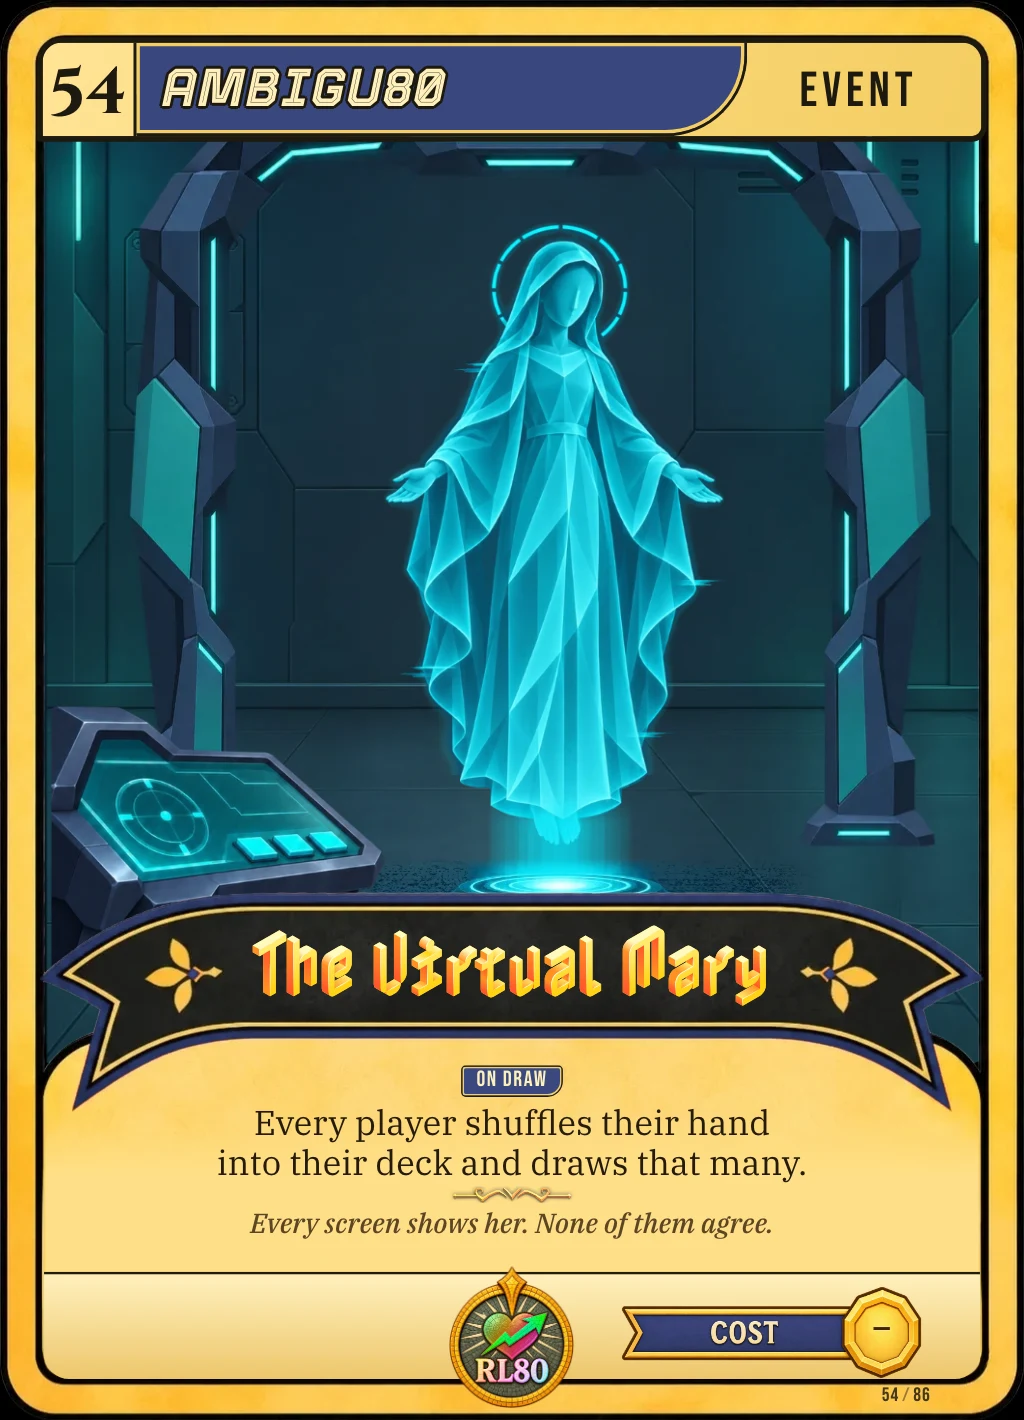 54
AMBIGU80
EVENT
The Virtual Mary
ON DRAW
Every player shuffles their hand
into their deck and draws that many.
Every screen shows her. None of them agree.
RL80
COST
–
54 / 86